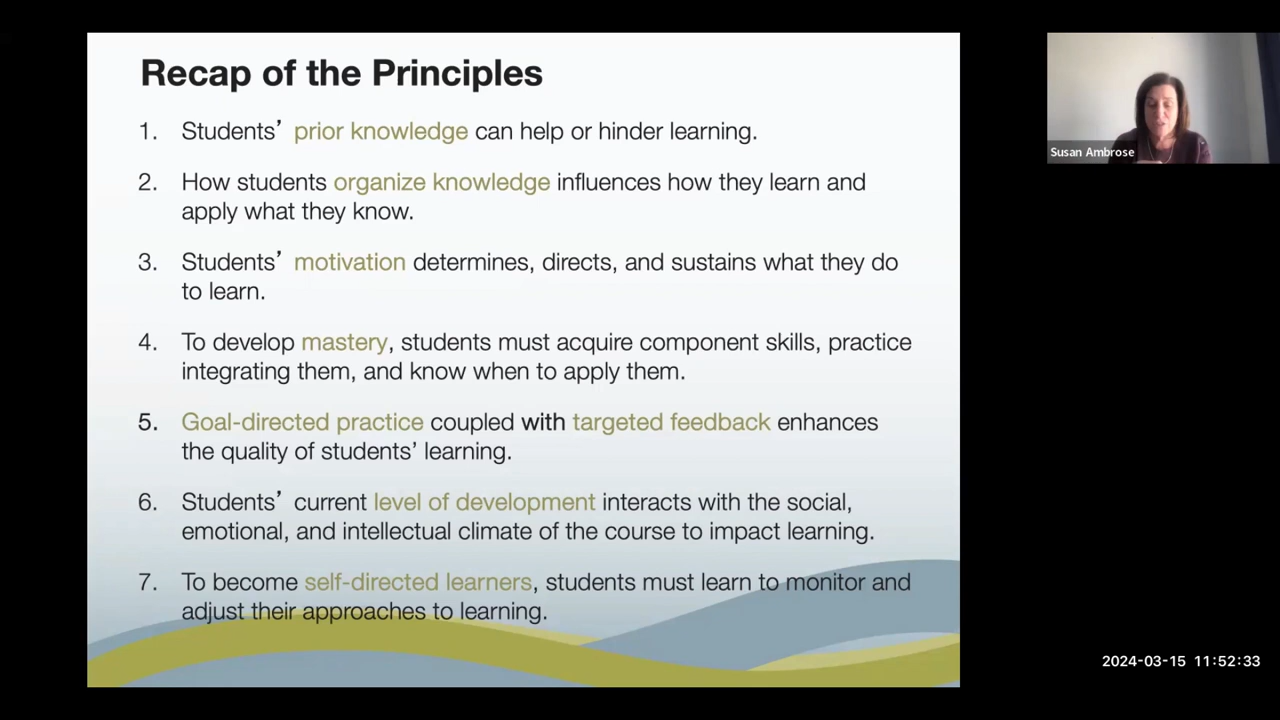 Recap of the Principles
1. Students’ prior knowledge can help or hinder learning.
2. How students organize knowledge influences how they learn and
apply what they know.
3. Students’ motivation determines, directs, and sustains what they do
to learn.
4. To develop mastery, students must acquire component skills, practice
integrating them, and know when to apply them.
5. Goal-directed practice coupled with targeted feedback enhances
the quality of students’ learning.
6. Students’ current level of development interacts with the social,
emotional, and intellectual climate of the course to impact learning.
7. To become self-directed learners, students must learn to monitor and
adjust their approaches to learning.
Susan Ambrose
2024-03-15 11:52:33